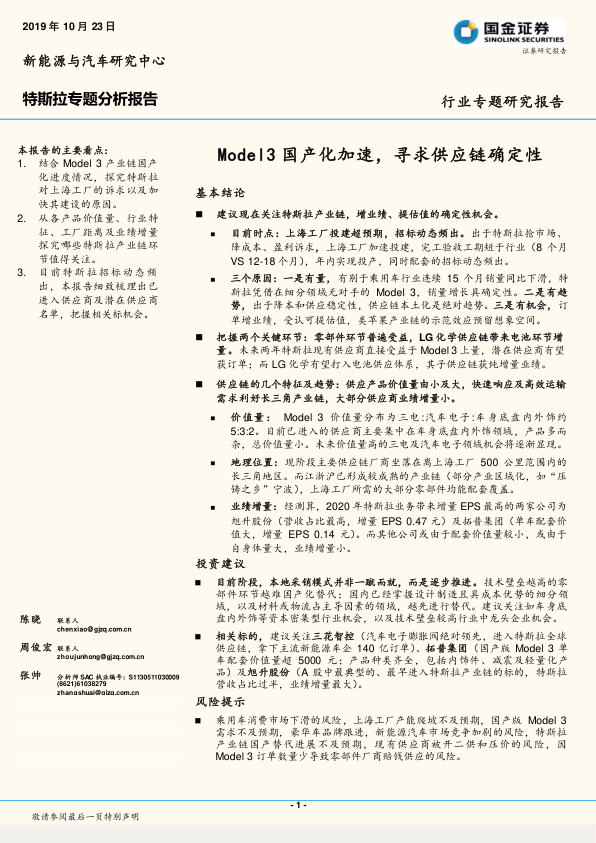 2019 年 10 月 23 日
国金证券
SINOLINK SECURITIES
证券研究报告
新能源与汽车研究中心
特斯拉专题分析报告
行业专题研究报告
本报告的主要看点：
1. 结合 Model 3 产业链国产
化进度情况，探究特斯拉
对上海工厂的诉求以及加
快其建设的原因。
2. 从各产品价值量、行业特
征、工厂距离及业绩增量
探究哪些特斯拉产业链环
节值得关注。
3. 目前特斯拉招标动态频
出，本报告细致梳理出已
进入供应商及潜在供应商
名单，把握相关标机会。
陈晓 联系人
chenxiao@gjzq.com.cn
周俊宏 联系人
zhoujunhong@gjzq.com.cn
张帅 分析师 SAC 执业编号：S1130511030009
(8621)61038279
zhangshuai@gjzq.com.cn
Model3 国产化加速，寻求供应链确定性
基本结论
■ 建议现在关注特斯拉产业链，增业绩、提估值的确定性机会。
■ 目前时点：上海工厂投建超预期，招标动态频出。由于特斯拉抢市场、
降成本、盈利诉求，上海工厂加速投建，完工验收工期短于行业（8 个月
VS 12-18 个月），年内实现投产，同时配套的招标动态频出。
■ 三个原因：一是有量，有别于乘用车行业连续 15 个月销量同比下滑，特
斯拉凭借在细分领域无对手的 Model 3，销量增长具确定性。二是有趋
势，出于降本和供应稳定性，供应链本土化是绝对趋势。三是有机会，订
单增业绩，受认可提估值，类苹果产业链的示范效应预留想象空间。
■ 把握两个关键环节：零部件环节普遍受益，LG 化学供应链带来电池环节增
量。未来两年特斯拉现有供应商直接受益于 Model 3 上量，潜在供应商有望
获订单；而 LG 化学有望打入电池供应体系，其子供应链获纯增量业绩。
■ 供应链的几个特征及趋势：供应产品价值量由小及大，快速响应及高效运输
需求利好长三角产业链，大部分供应商业绩增量小。
■ 价值量： Model 3 价值量分布为三电:汽车电子:车身底盘内外饰约
5:3:2。目前已进入的供应商主要集中在车身底盘内外饰领域，产品多而
杂，总价值量小。未来价值量高的三电及汽车电子领域机会将逐渐显现。
■ 地理位置：现阶段主要供应链厂商坐落在离上海工厂 500 公里范围内的
长三角地区。而江浙沪已形成较成熟的产业链（部分产业区域化，如“压
铸之乡”宁波），上海工厂所需的大部分零部件均能配套覆盖。
■ 业绩增量：经测算，2020 年特斯拉业务带来增量 EPS 最高的两家公司为
旭升股份（营收占比最高，增量 EPS 0.47 元）及拓普集团（单车配套价
值大，增量 EPS 0.14 元）。而其他公司或由于配套价值量较小，或由于
自身体量大，业绩增量小。
投资建议
■ 目前阶段，本地采销模式并非一蹴而就，而是逐步推进。技术壁垒越高的零
部件环节越难国产化替代；国内已经掌握设计制造且具成本优势的细分领
域，以及材料或物流占主导因素的领域，越先进行替代。建议关注如车身底
盘内外饰等资本密集型行业机会，以及技术壁垒较高行业中龙头企业机会。
■ 相关标的，建议关注三花智控（汽车电子膨胀阀绝对领先，进入特斯拉全球
供应链，拿下主流新能源车企 140 亿订单）、拓普集团（国产版 Model 3 单
车配套价值量超 5000 元；产品种类齐全，包括内饰件、减震及轻量化产
品）及旭升股份（A 股中最典型的、最早进入特斯拉产业链的标的，特斯拉
营收占比过半，业绩增量最大）。
风险提示
■ 乘用车消费市场下滑的风险，上海工厂产能爬坡不及预期，国产版 Model 3
需求不及预期，豪华车品牌跟进，新能源汽车市场竞争加剧的风险，特斯拉
产业链国产替代进展不及预期，现有供应商被开二供和压价的风险，因
Model 3 订单数量少导致零部件厂商赔钱供应的风险。
- 1 -
敬请参阅最后一页特别声明